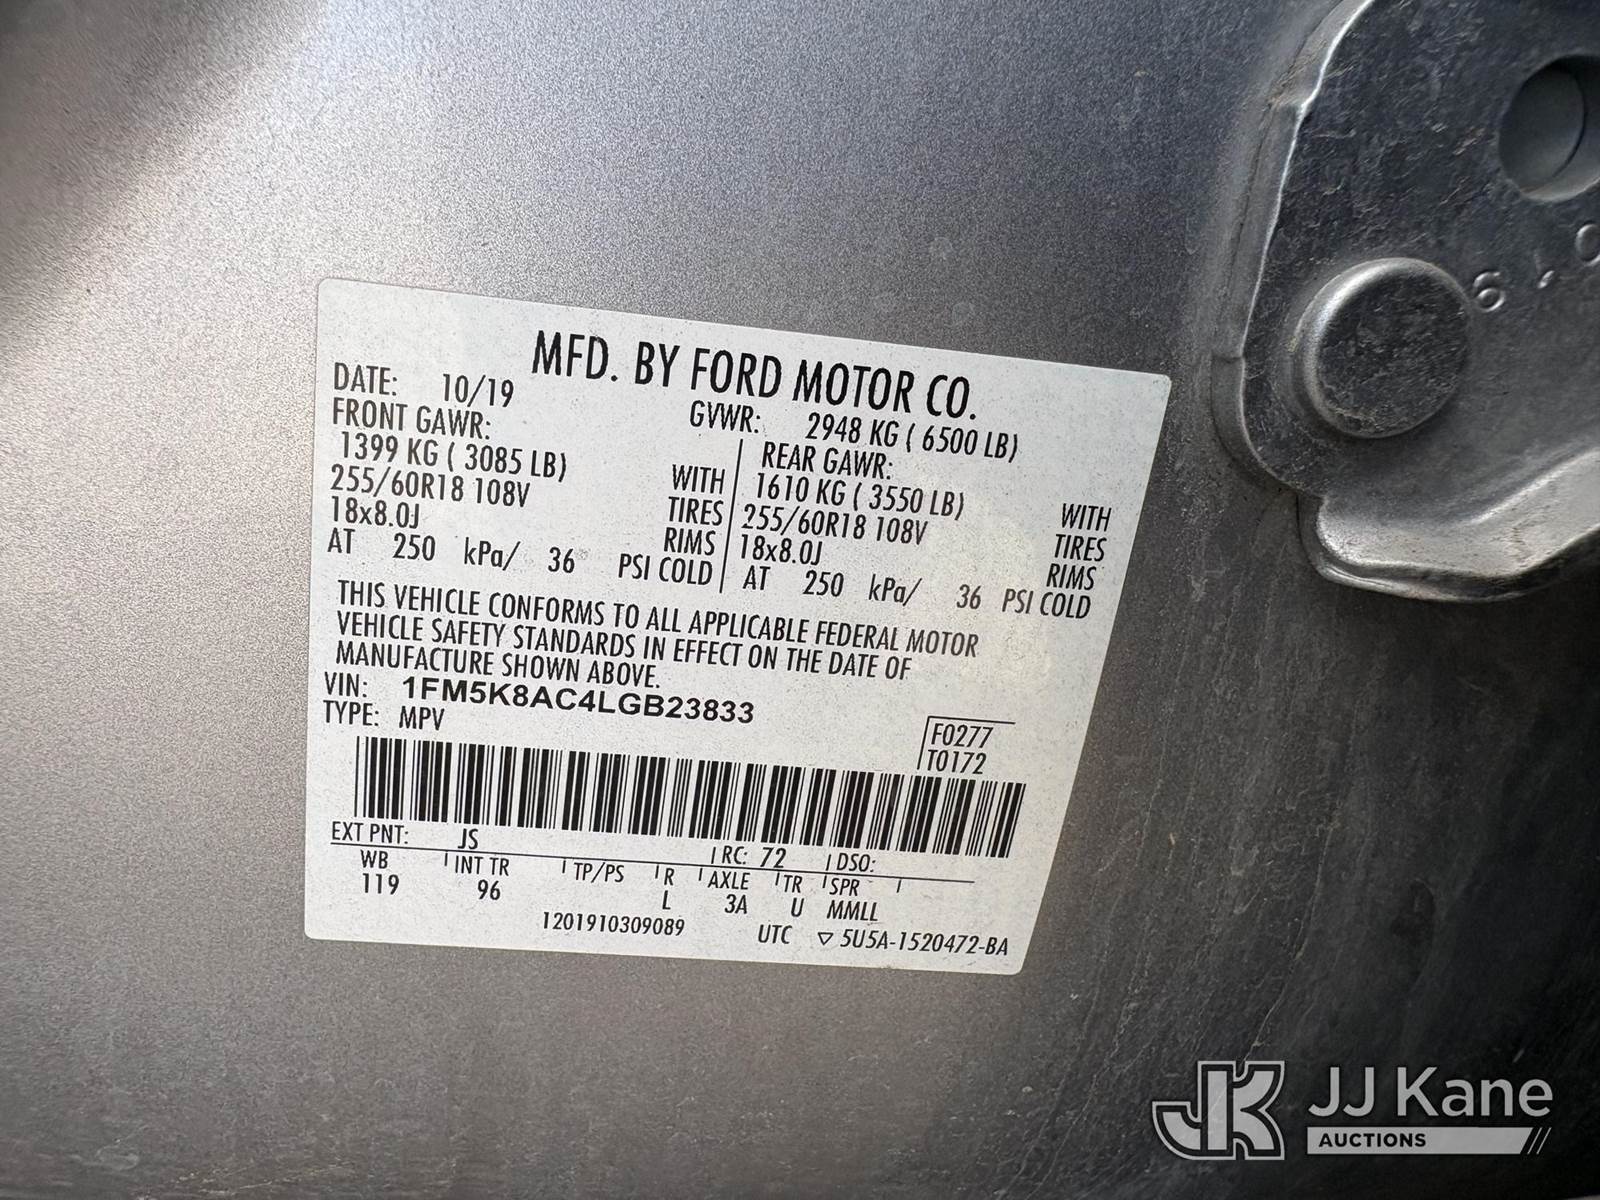 MFD. BY FORD MOTOR CO.
DATE: 10/19
GVWR: 2948 KG ( 6500 LB)
FRONT GAWR:
1399 KG ( 3085 LB) WITH
255/60R18 108V TIRES
18x8.0J RIMS
AT 250 kPa/ 36 PSI COLD
REAR GAWR:
1610 KG ( 3550 LB) WITH
255/60R18 108V TIRES
18x8.0J RIMS
AT 250 kPa/ 36 PSI COLD
THIS VEHICLE CONFORMS TO ALL APPLICABLE FEDERAL MOTOR
VEHICLE SAFETY STANDARDS IN EFFECT ON THE DATE OF
MANUFACTURE SHOWN ABOVE.
VIN: 1FM5K8AC4LGB23833
TYPE: MPV
F0277
T0172
EXT PNT: JS RC: 72 DSO:
WB INT TR TP/PS R AXLE TR SPR
119 96 L 3A U MMLL
1201910309089 UTC ▽ 5U5A-1520472-BA
019
JK JJ Kane
AUCTIONS